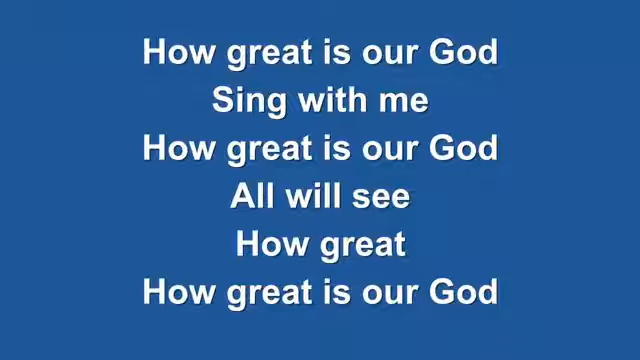 How great is our God
Sing with me
How great is our God
All will see
How great
How great is our God